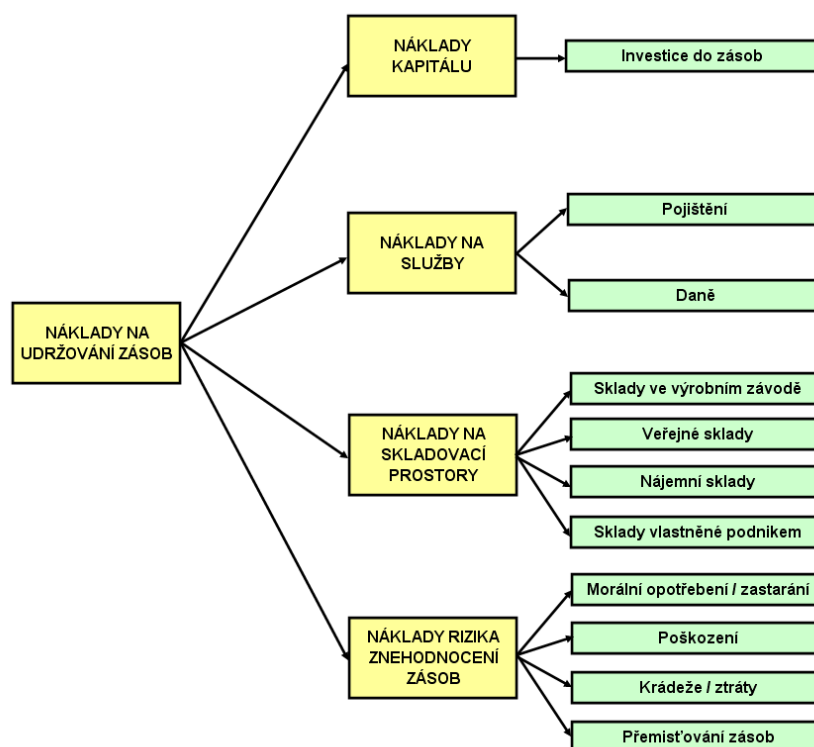 NÁKLADY NA
UDRŽOVÁNÍ ZÁSOB
NÁKLADY
KAPITÁLU
Investice do zásob
NÁKLADY NA
SLUŽBY
Pojištění
Daně
NÁKLADY NA
SKLADOVACÍ
PROSTORY
Sklady ve výrobním závodě
Veřejné sklady
Nájemní sklady
Sklady vlastněné podnikem
NÁKLADY RIZIKA
ZNEHODNOCENÍ
ZÁSOB
Morální opotřebení / zastarání
Poškození
Krádeže / ztráty
Přemisťování zásob